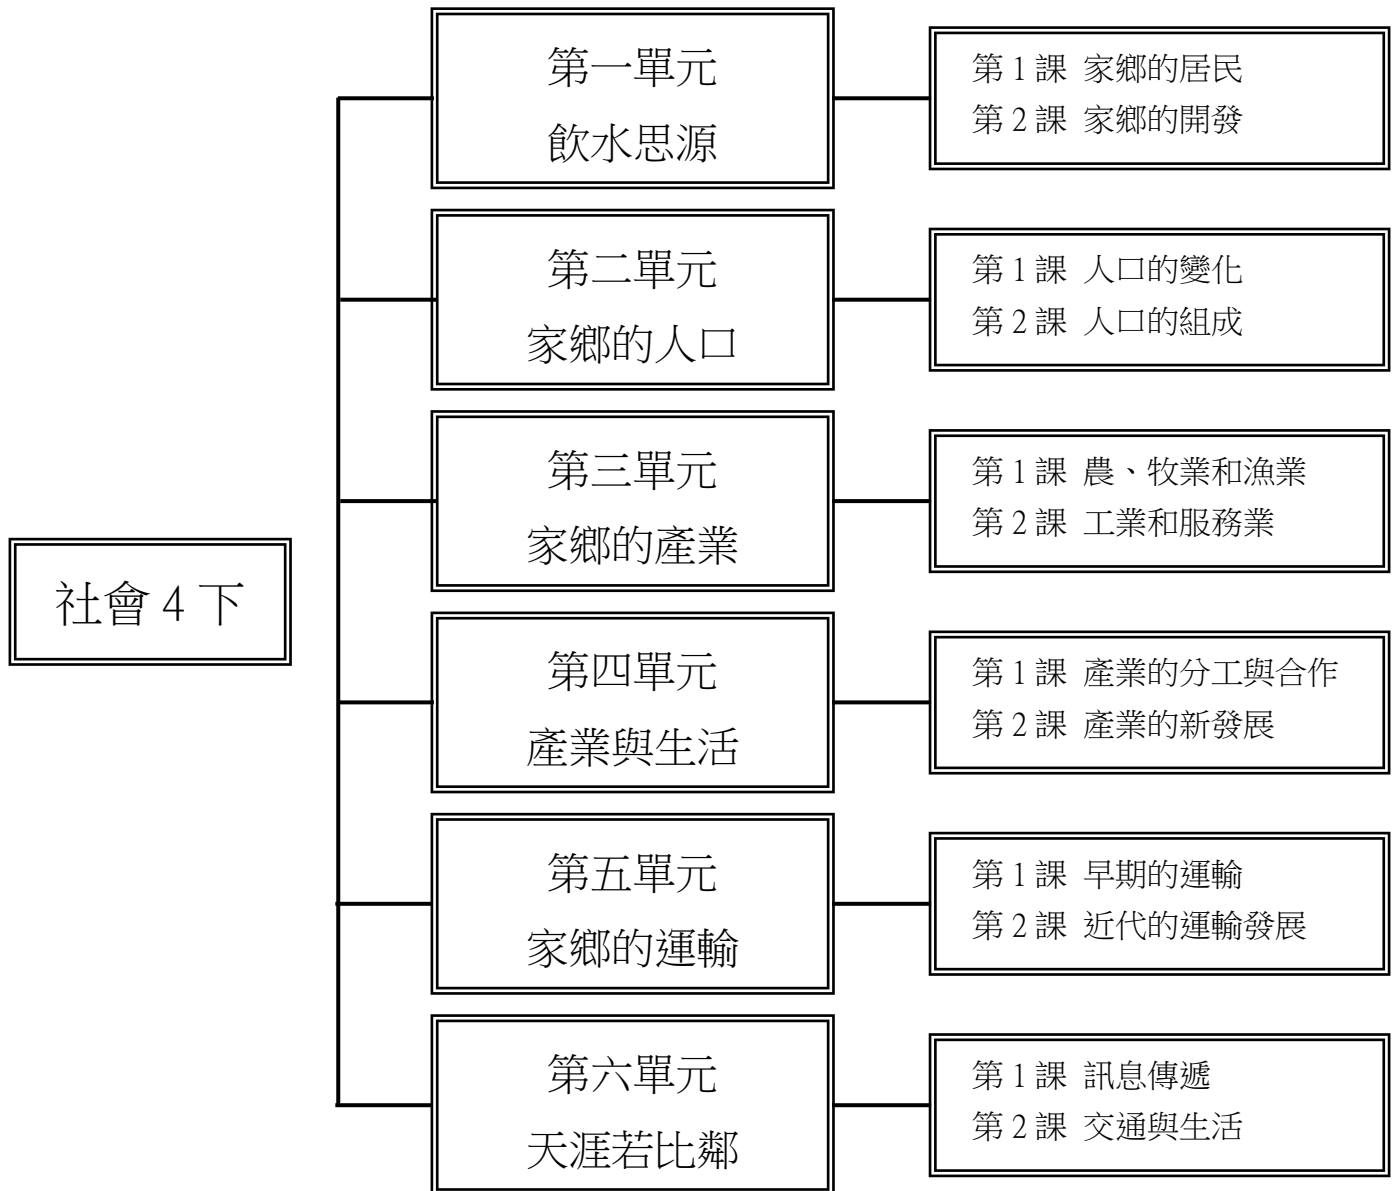 社會 4 下
第一單元
飲水思源
第 1 課 家鄉的居民
第 2 課 家鄉的開發
第二單元
家鄉的人口
第 1 課 人口的變化
第 2 課 人口的組成
第三單元
家鄉的產業
第 1 課 農、牧業和漁業
第 2 課 工業和服務業
第四單元
產業與生活
第 1 課 產業的分工與合作
第 2 課 產業的新發展
第五單元
家鄉的運輸
第 1 課 早期的運輸
第 2 課 近代的運輸發展
第六單元
天涯若比鄰
第 1 課 訊息傳遞
第 2 課 交通與生活